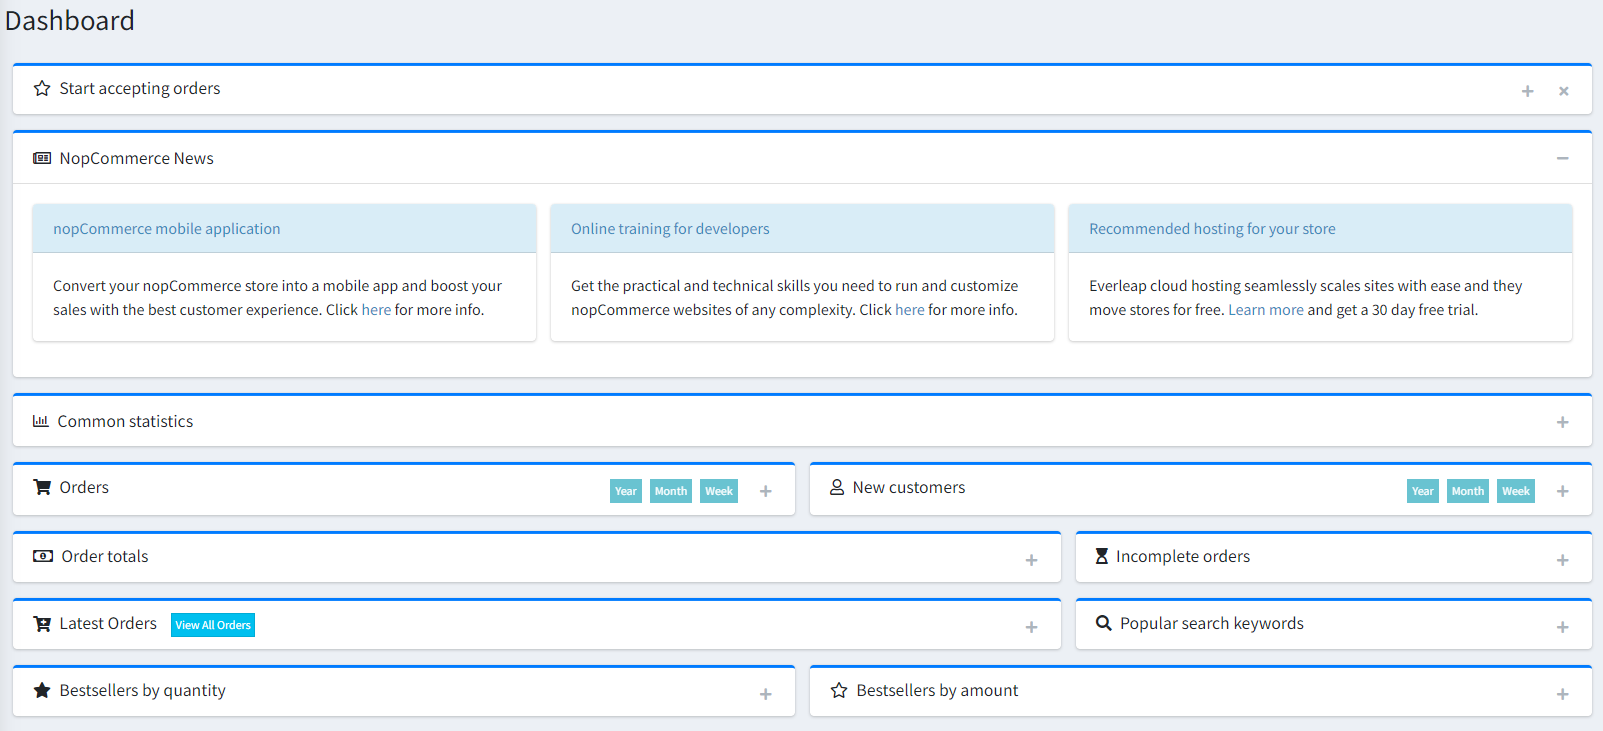 Dashboard
Start accepting orders
NopCommerce News
nopCommerce mobile application
Convert your nopCommerce store into a mobile app and boost your
sales with the best customer experience. Click here for more info.
Online training for developers
Get the practical and technical skills you need to run and customize
nopCommerce websites of any complexity. Click here for more info.
Recommended hosting for your store
Everleap cloud hosting seamlessly scales sites with ease and they
move stores for free. Learn more and get a 30 day free trial.
Common statistics
Orders Year Month Week
New customers Year Month Week
Order totals
Incomplete orders
Latest Orders View All Orders
Popular search keywords
Bestsellers by quantity
Bestsellers by amount